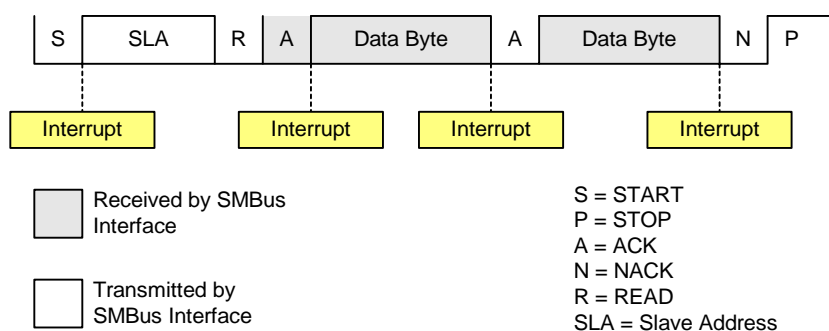 S SLA R A Data Byte A Data Byte N P
Interrupt Interrupt Interrupt Interrupt
Received by SMBus
Interface
Transmitted by
SMBus Interface
S = START
P = STOP
A = ACK
N = NACK
R = READ
SLA = Slave Address